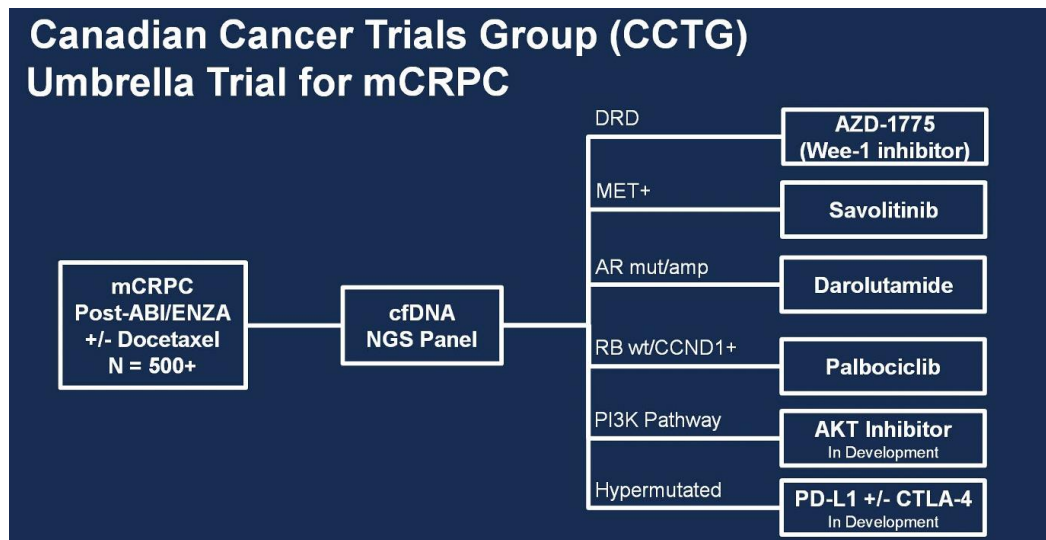 Canadian Cancer Trials Group (CCTG)
Umbrella Trial for mCRPC
mCRPC
Post-ABI/ENZA
+/- Docetaxel
N = 500+
cfDNA
NGS Panel
DRD
AZD-1775
(Wee-1 inhibitor)
MET+
Savolitinib
AR mut/amp
Darolutamide
RB wt/CCND1+
Palbociclib
PI3K Pathway
AKT Inhibitor
In Development
Hypermutated
PD-L1 +/- CTLA-4
In Development